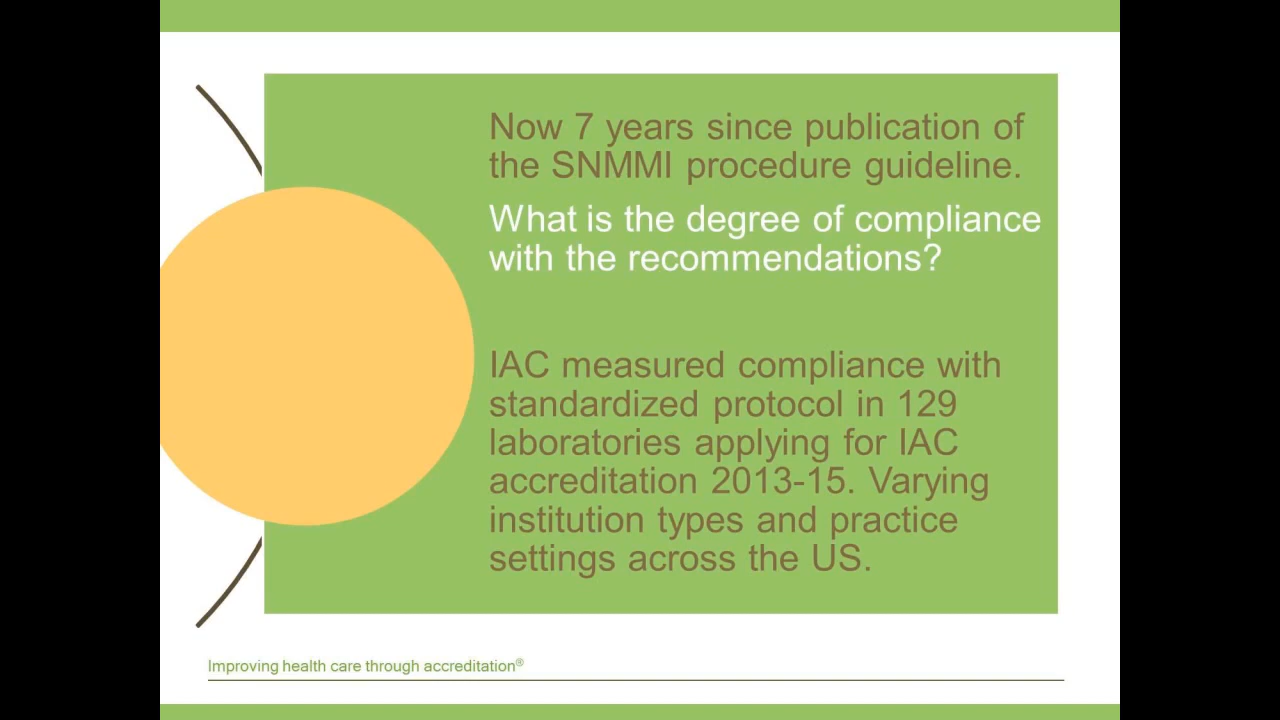 Now 7 years since publication of
the SNMMI procedure guideline.
What is the degree of compliance
with the recommendations?
IAC measured compliance with
standardized protocol in 129
laboratories applying for IAC
accreditation 2013-15. Varying
institution types and practice
settings across the US.
Improving health care through accreditation®